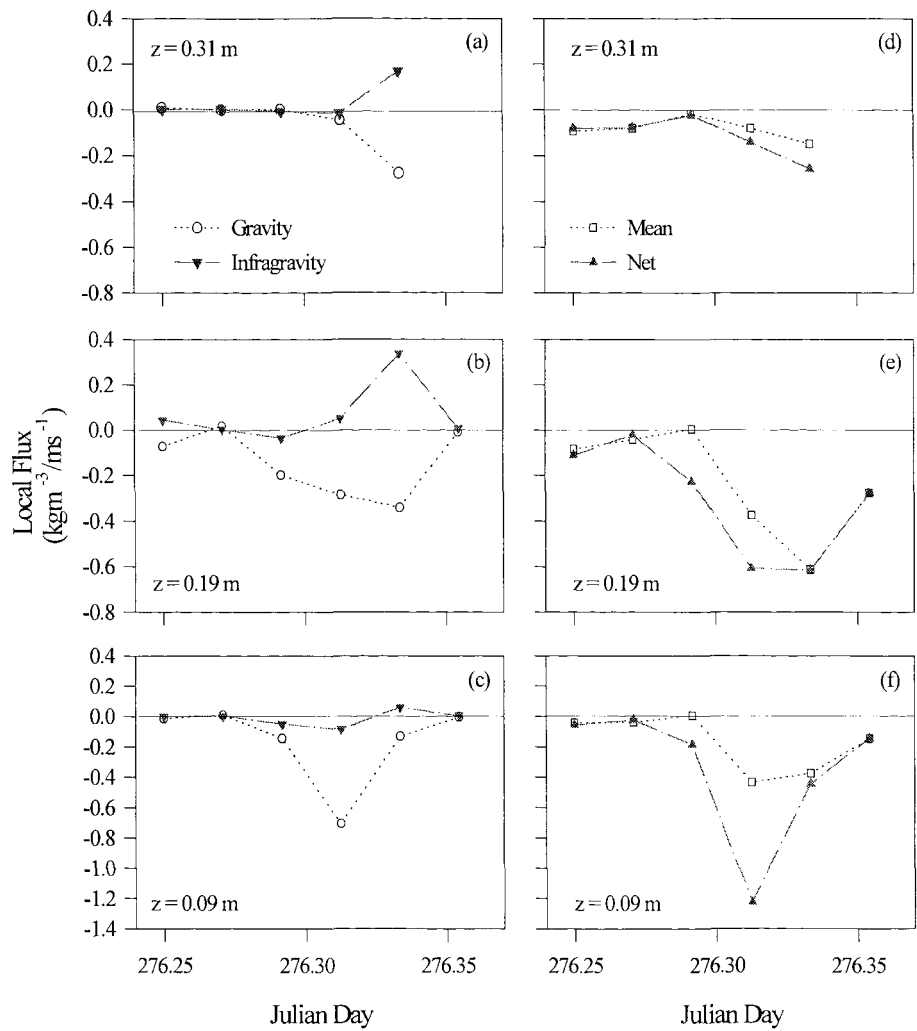 0.4
0.2
0.0
-0.2
-0.4
-0.6
-0.8
z = 0.31 m
(a)
Gravity
Infragravity
z = 0.31 m
(d)
Mean
Net
Local Flux
(kgm⁻³/ms⁻¹)
0.4
0.2
0.0
-0.2
-0.4
-0.6
-0.8
(b)
z = 0.19 m
(e)
z = 0.19 m
0.4
0.2
0.0
-0.2
-0.4
-0.6
-0.8
-1.0
-1.2
-1.4
(c)
z = 0.09 m
(f)
z = 0.09 m
276.25
276.30
276.35
276.25
276.30
276.35
Julian Day
Julian Day